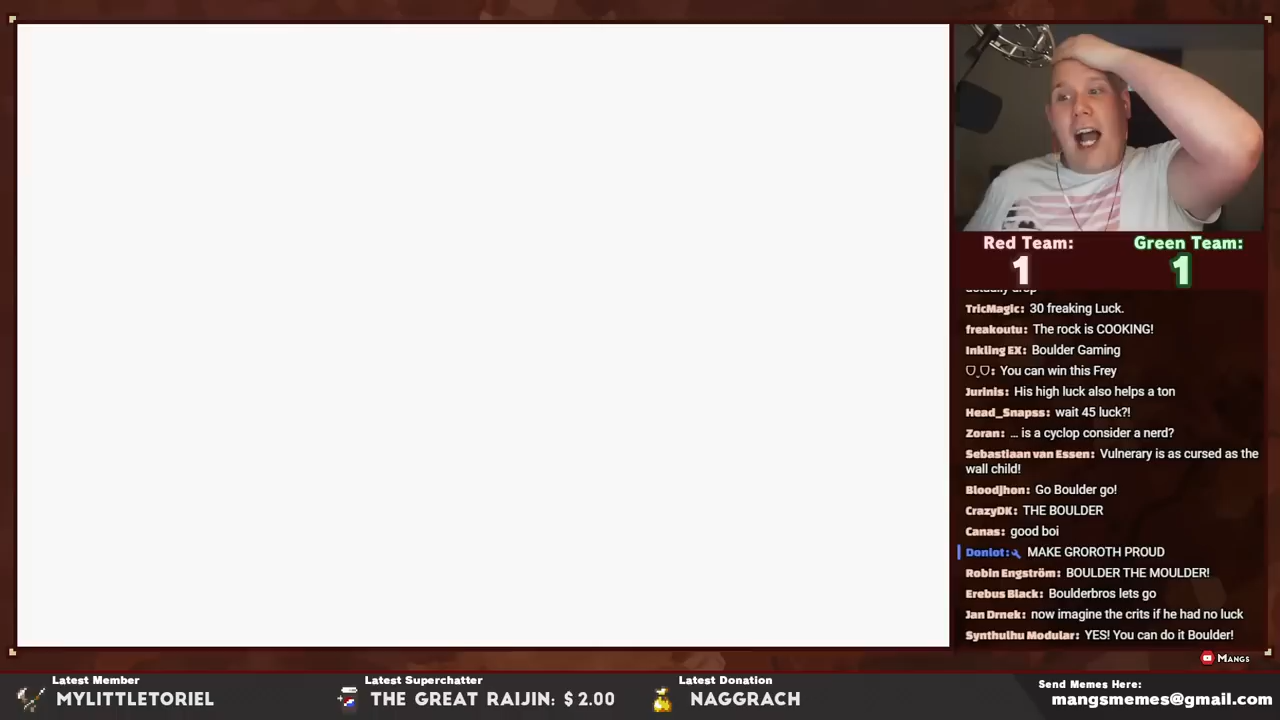 Red Team:
1
Green Team:
1
actually drop
TricMagic: 30 freaking Luck.
freakoutu: The rock is COOKING!
Inkling EX: Boulder Gaming
You can win this Frey
Jurinis: His high luck also helps a ton
Head_Snapss: wait 45 luck?!
Zoran: ... is a cyclop consider a nerd?
Sebastiaan van Essen: Vulnerary is as cursed as the
wall child!
Bloodjhon: Go Boulder go!
CrazyDK: THE BOULDER
Canas: good boi
Doniot: MAKE GROROTH PROUD
Robin Engström: BOULDER THE MOULDER!
Erebus Black: Boulderbros lets go
Jan Drnek: now imagine the crits if he had no luck
Synthulhu Modular: YES! You can do it Boulder!
MANGS
Latest Member
MYLITTLETORIEL
Latest Superchatter
THE GREAT RAIJIN: $2.00
Latest Donation
NAGGRACH
Send Memes Here:
mangsmemes@gmail.com